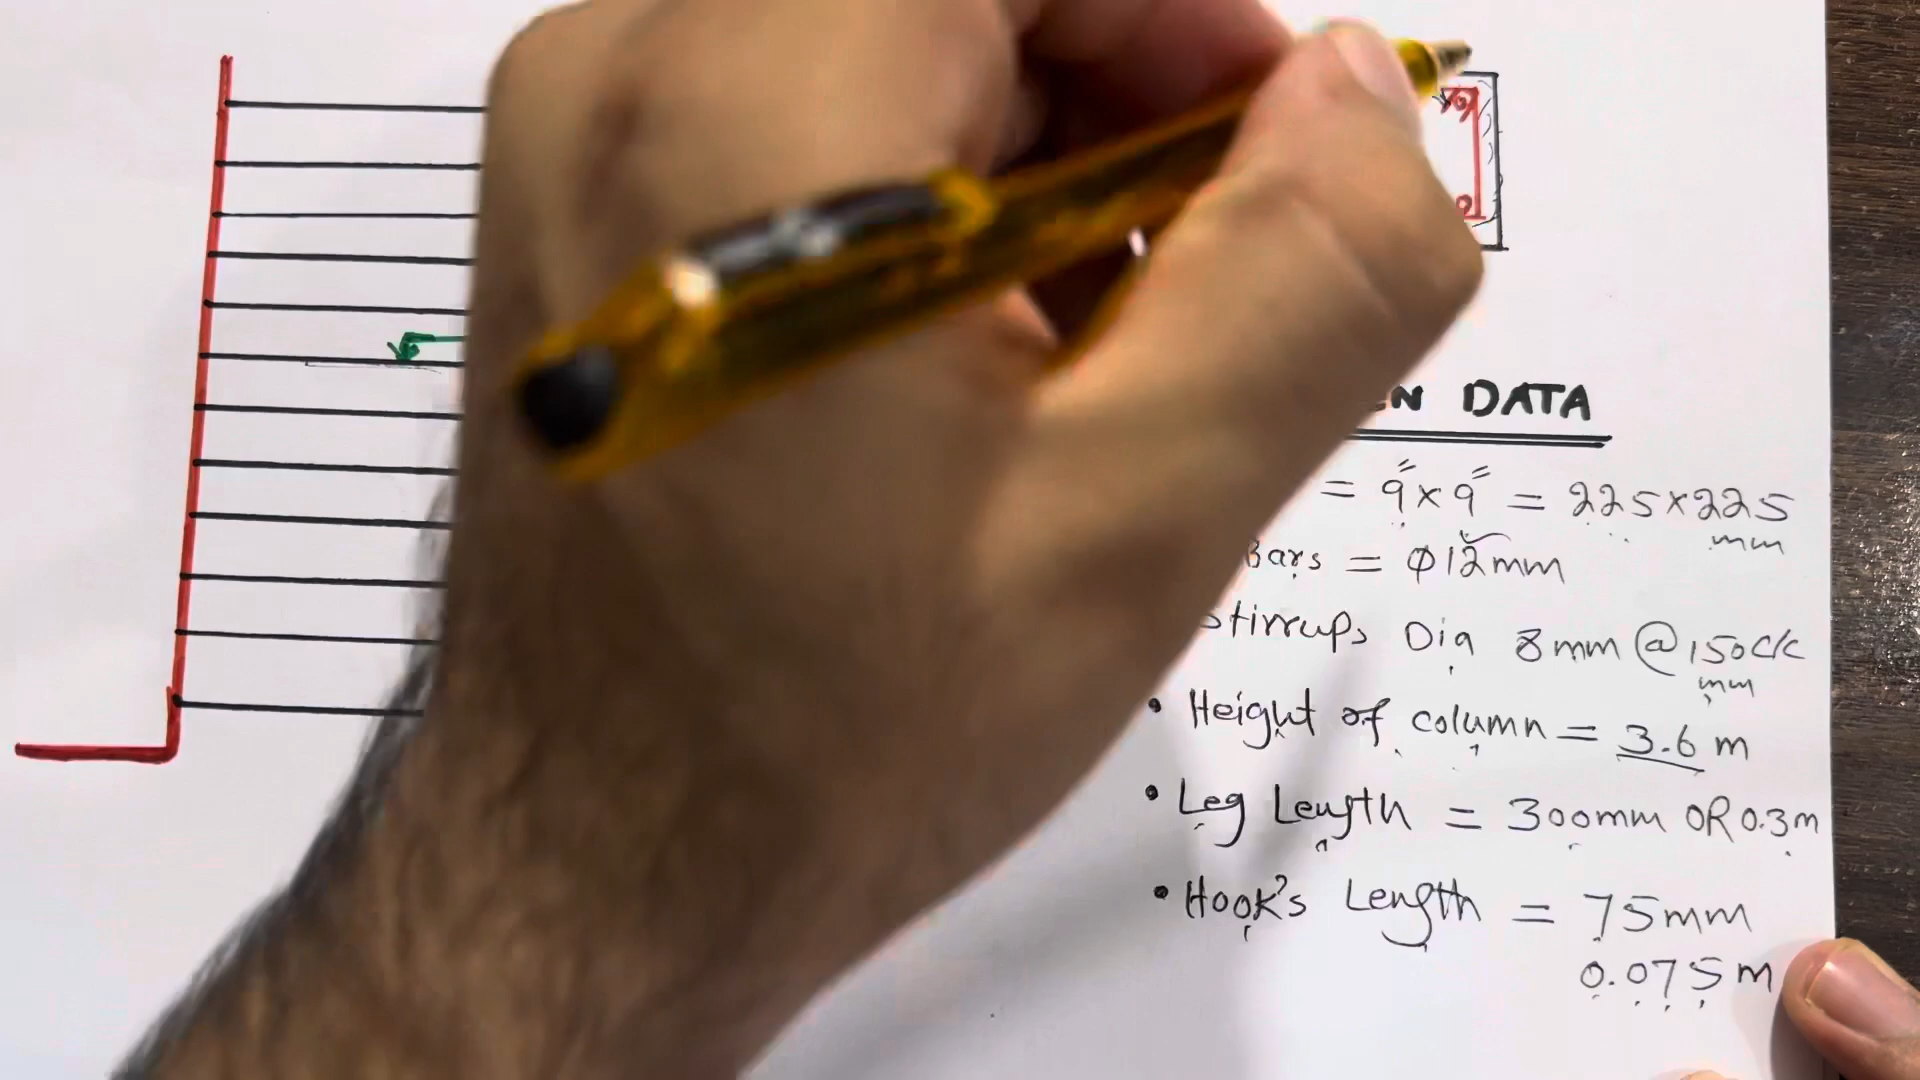 DATA
= 9" x 9" = 225x225
mm
Bars = Φ12mm
Stirrups Dia 8mm @150c/c
mm
• Height of column = 3.6 m
• Leg Length = 300mm OR 0.3m
• Hook's Length = 75mm
0.075m